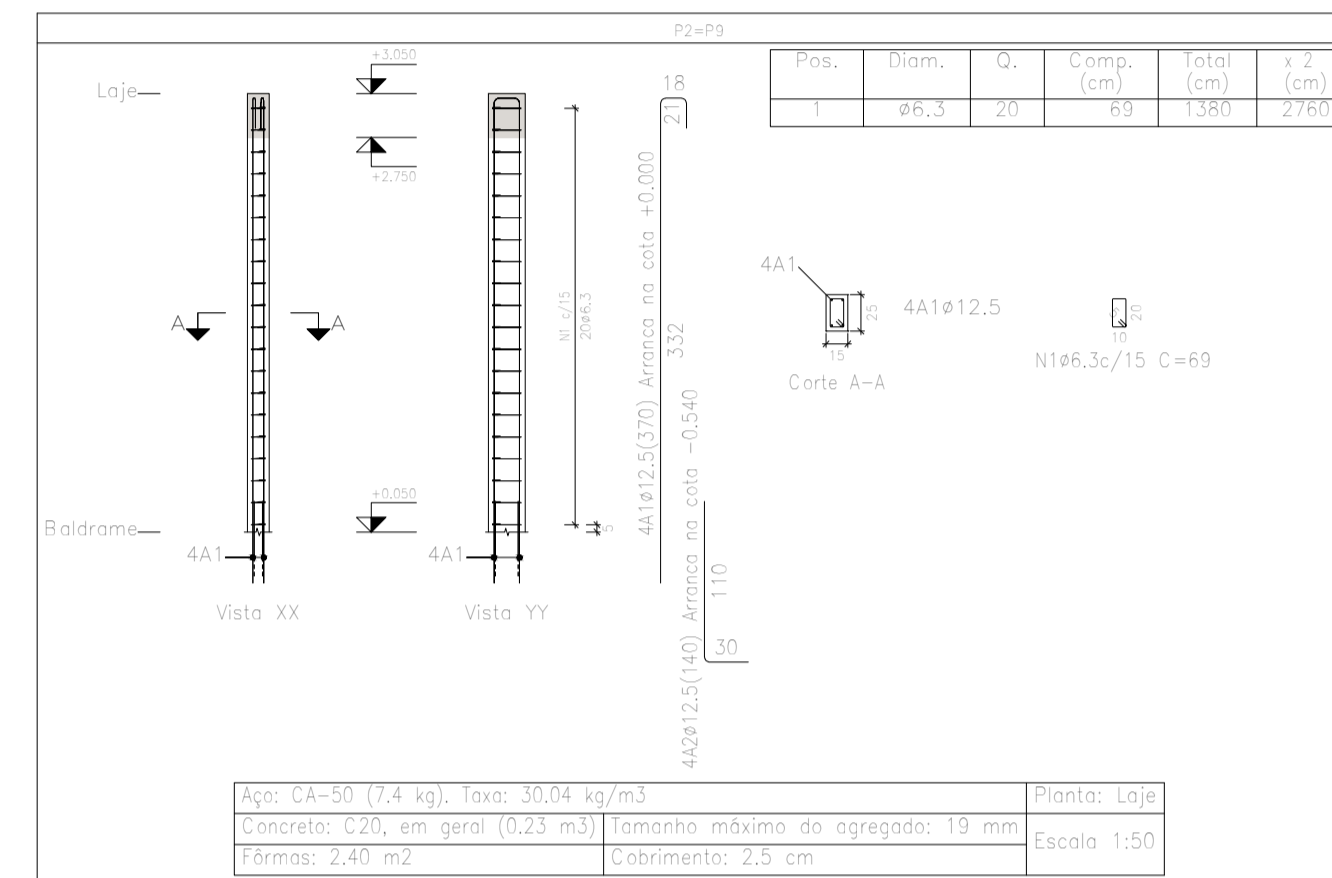 P2=P9
Pos. Diam. Q. Comp. (cm) Total (cm) x 2 (cm)
1 ø6.3 20 69 1380 2760
Laje
+3.050
+2.750
+0.050
Baldrame
A A
4A1
4A1
Vista XX
Vista YY
N1 c/15
20ø6.3
5
18
21
4A1ø12.5(370) Arranca na cota +0.000
332
4A2ø12.5(140) Arranca na cota -0.540
110
30
4A1
4A1ø12.5
25
15
Corte A-A
20
10
N1ø6.3c/15 C=69
Aço: CA-50 (7.4 kg). Taxa: 30.04 kg/m3
Planta: Laje
Concreto: C20, em geral (0.23 m3)
Tamanho máximo do agregado: 19 mm
Escala 1:50
Fôrmas: 2.40 m2
Cobrimento: 2.5 cm